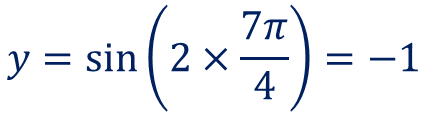 y = sin (2 × 7π/4) = −1